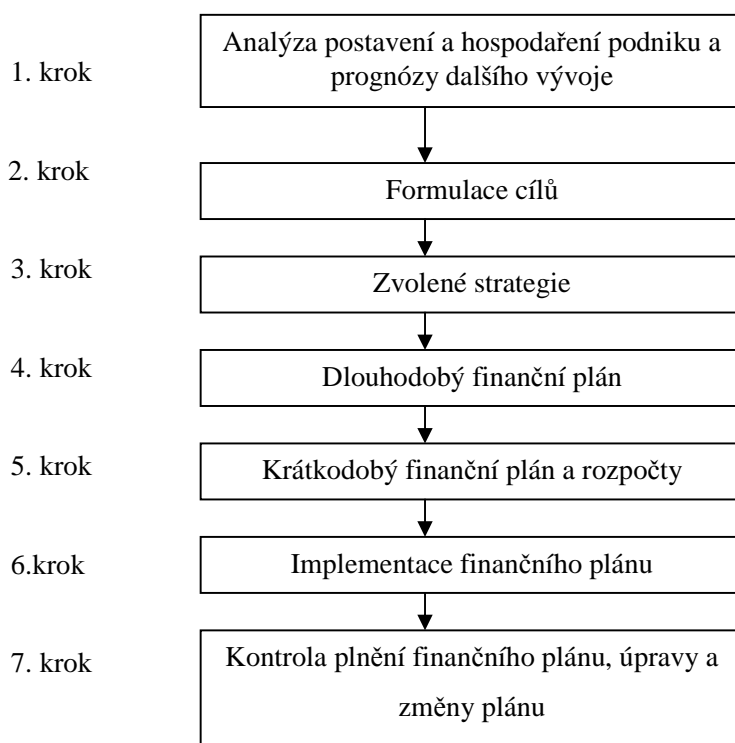 1. krok
Analýza postavení a hospodaření podniku a
prognózy dalšího vývoje
2. krok
Formulace cílů
3. krok
Zvolené strategie
4. krok
Dlouhodobý finanční plán
5. krok
Krátkodobý finanční plán a rozpočty
6.krok
Implementace finančního plánu
7. krok
Kontrola plnění finančního plánu, úpravy a
změny plánu